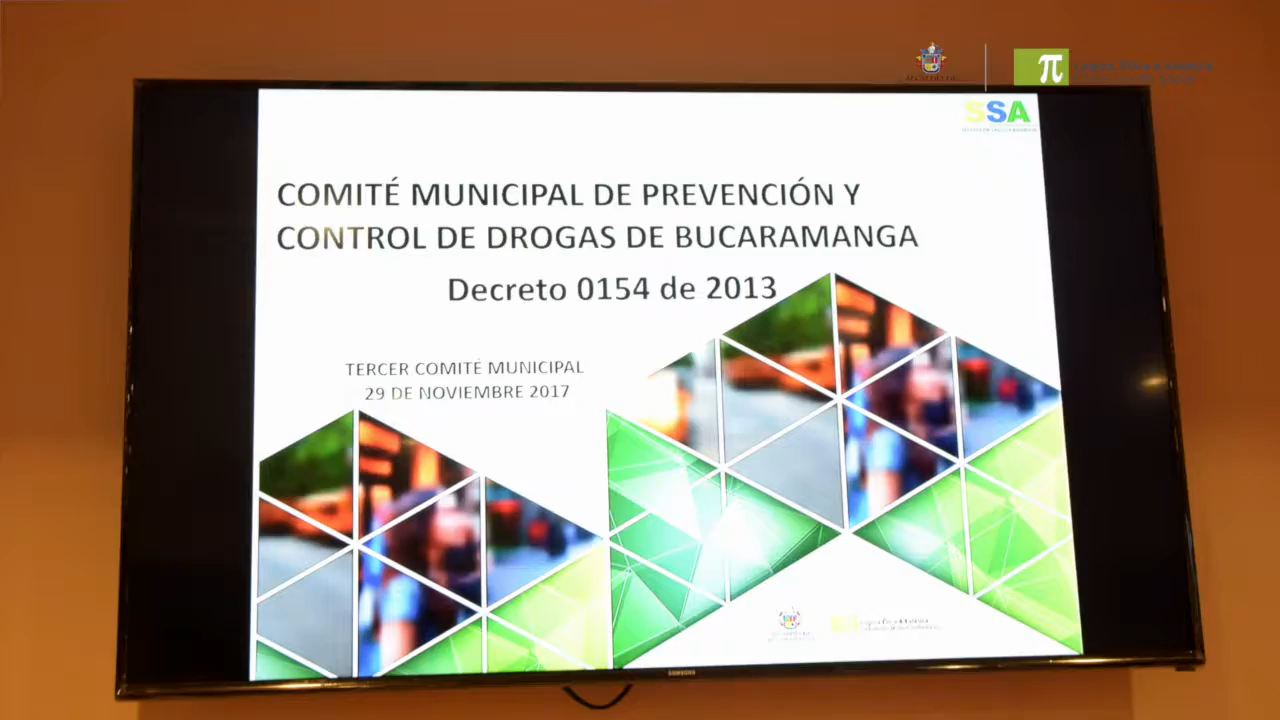 π
SSA
COMITÉ MUNICIPAL DE PREVENCIÓN Y
CONTROL DE DROGAS DE BUCARAMANGA
Decreto 0154 de 2013
TERCER COMITÉ MUNICIPAL
29 DE NOVIEMBRE 2017
SAMSUNG